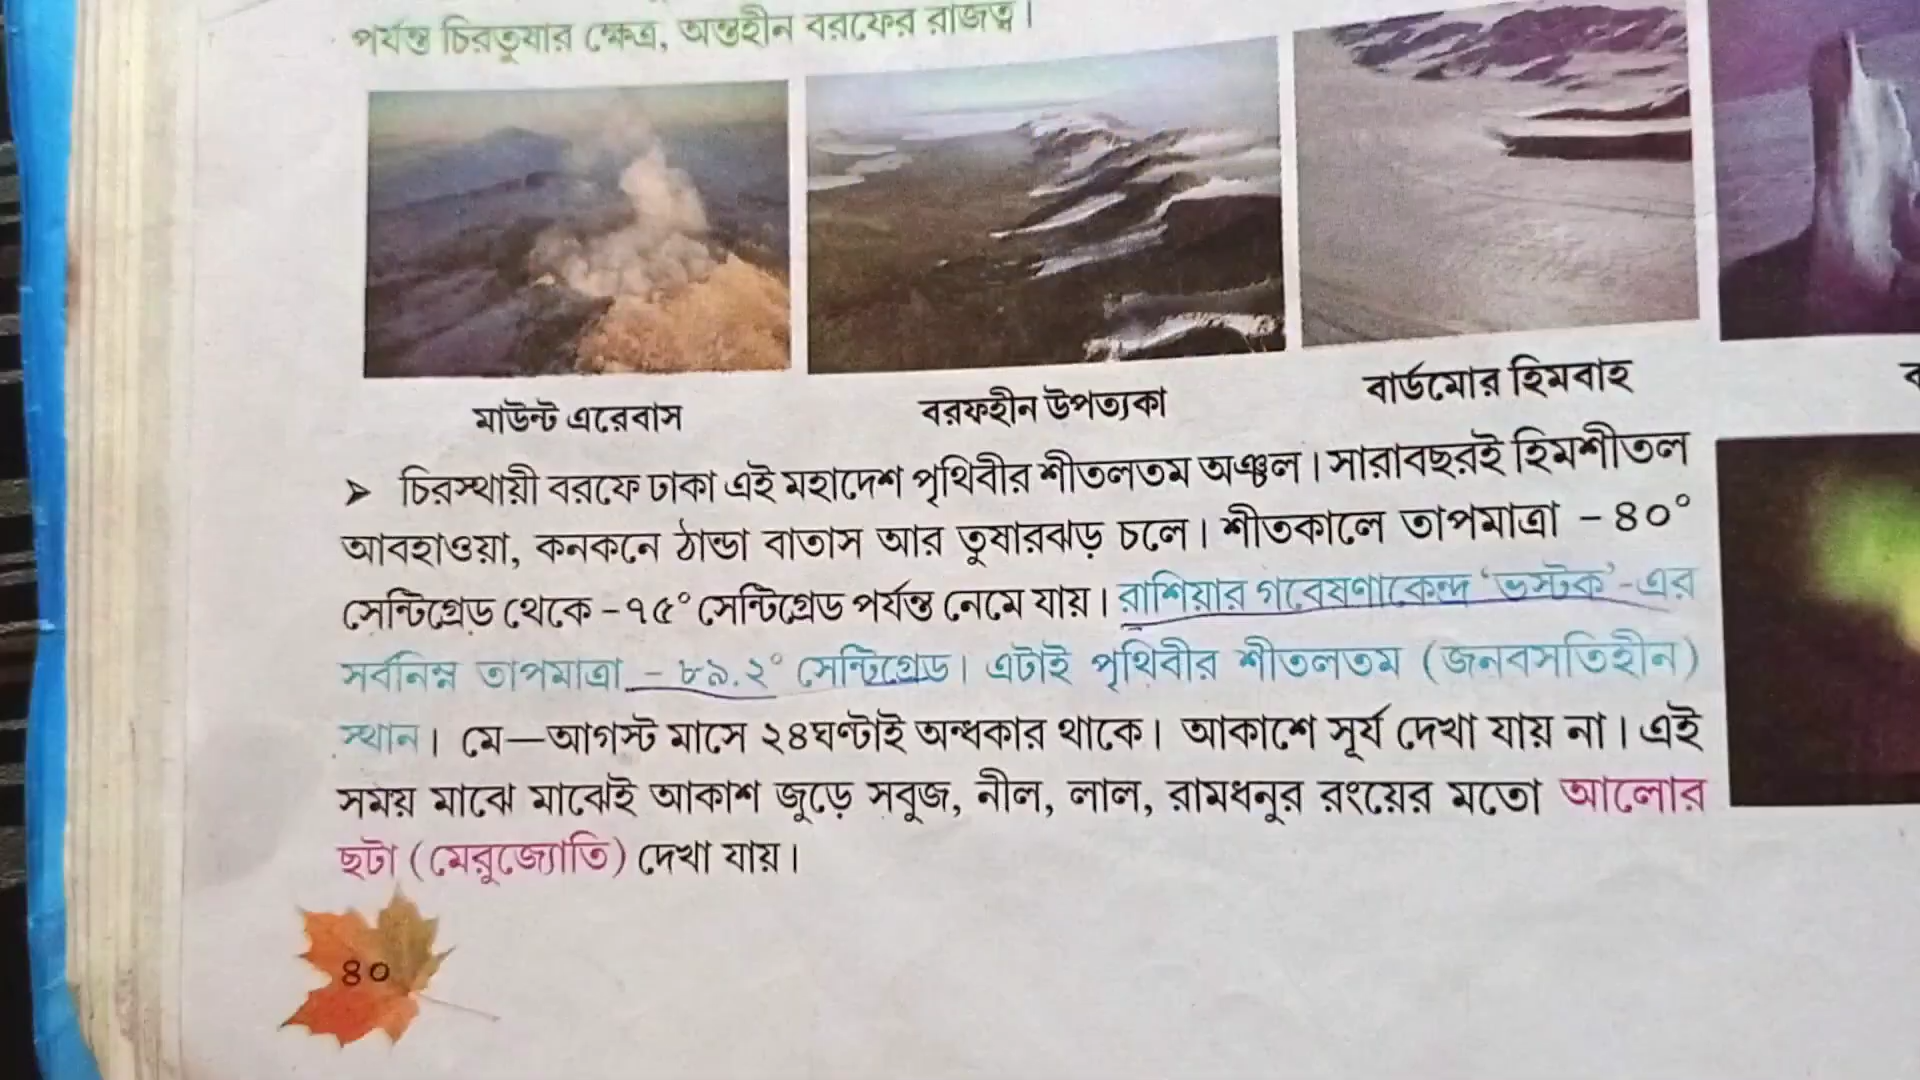 পর্যন্ত চিরতুষার ক্ষেত্র, অন্তহীন বরফের রাজত্ব।
মাউন্ট এরেবাস
বরফহীন উপত্যকা
বার্ডমোর হিমবাহ
➤ চিরস্থায়ী বরফে ঢাকা এই মহাদেশ পৃথিবীর শীতলতম অঞ্চল। সারাবছরই হিমশীতল
আবহাওয়া, কনকনে ঠান্ডা বাতাস আর তুষারঝড় চলে। শীতকালে তাপমাত্রা – ৪০°
সেন্টিগ্রেড থেকে –৭৫° সেন্টিগ্রেড পর্যন্ত নেমে যায়। রাশিয়ার গবেষণাকেন্দ্র ‘ভস্টক’-এর
সর্বনিম্ন তাপমাত্রা – ৮৯.২° সেন্টিগ্রেড। এটাই পৃথিবীর শীতলতম (জনবসতিহীন)
স্থান। মে—আগস্ট মাসে ২৪ঘণ্টাই অন্ধকার থাকে। আকাশে সূর্য দেখা যায় না। এই
সময় মাঝে মাঝেই আকাশ জুড়ে সবুজ, নীল, লাল, রামধনুর রংয়ের মতো আলোর
ছটা (মেরুজ্যোতি) দেখা যায়।
৪০